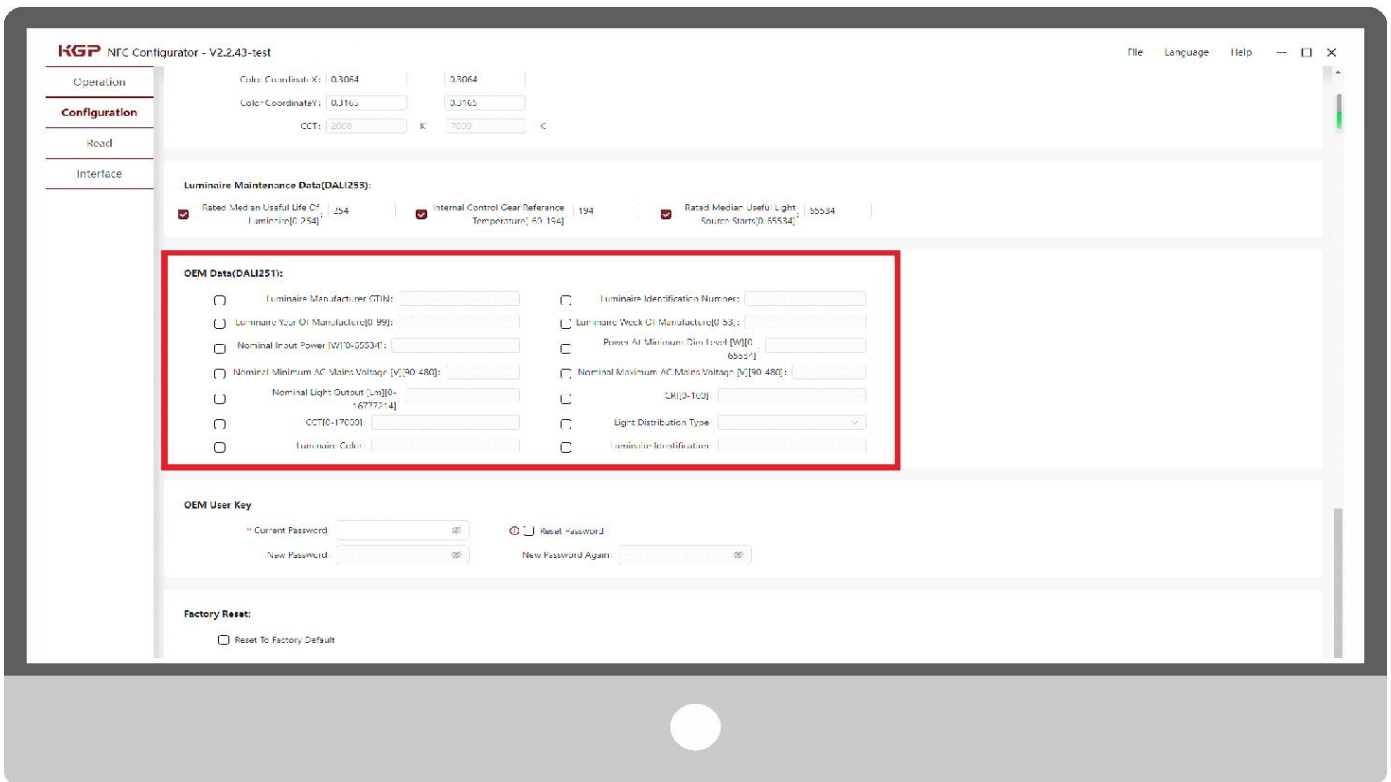 KGP NFC Configurator - V2.2.43-test
File Language Help
Operation
Configuration
Read
Interface
Color CoordinateX: 0.3064 0.3064
Color CoordinateY: 0.3165 0.3165
CCT: 2000 K 7000 K
Luminaire Maintenance Data(DALI253):
Rated Median Useful Life Of Luminaire[0-254]: 254
Internal Control Gear Reference Temperature[-60-194] 194
Rated Median Useful Light Source Starts[0-65534] 65534
OEM Data(DALI251):
Luminaire Manufacturer GTIN:
Luminaire Identification Number:
Luminaire Year Of Manufacture[0-99]:
Luminaire Week Of Manufacture[0-53]:
Nominal Input Power [W][0-65534]:
Power At Minimum Dim Level [W][0-65534]
Nominal Minimum AC Mains Voltage [V][90-480]:
Nominal Maximum AC Mains Voltage [V][90-480]:
Nominal Light Output [Lm][0-16777214]
CRI[0-100]:
CCT[0-17000]:
Light Distribution Type:
Luminaire Color:
Luminaire Identification:
OEM User Key
* Current Password
Reset Password
New Password:
New Password Again:
Factory Reset:
Reset To Factory Default